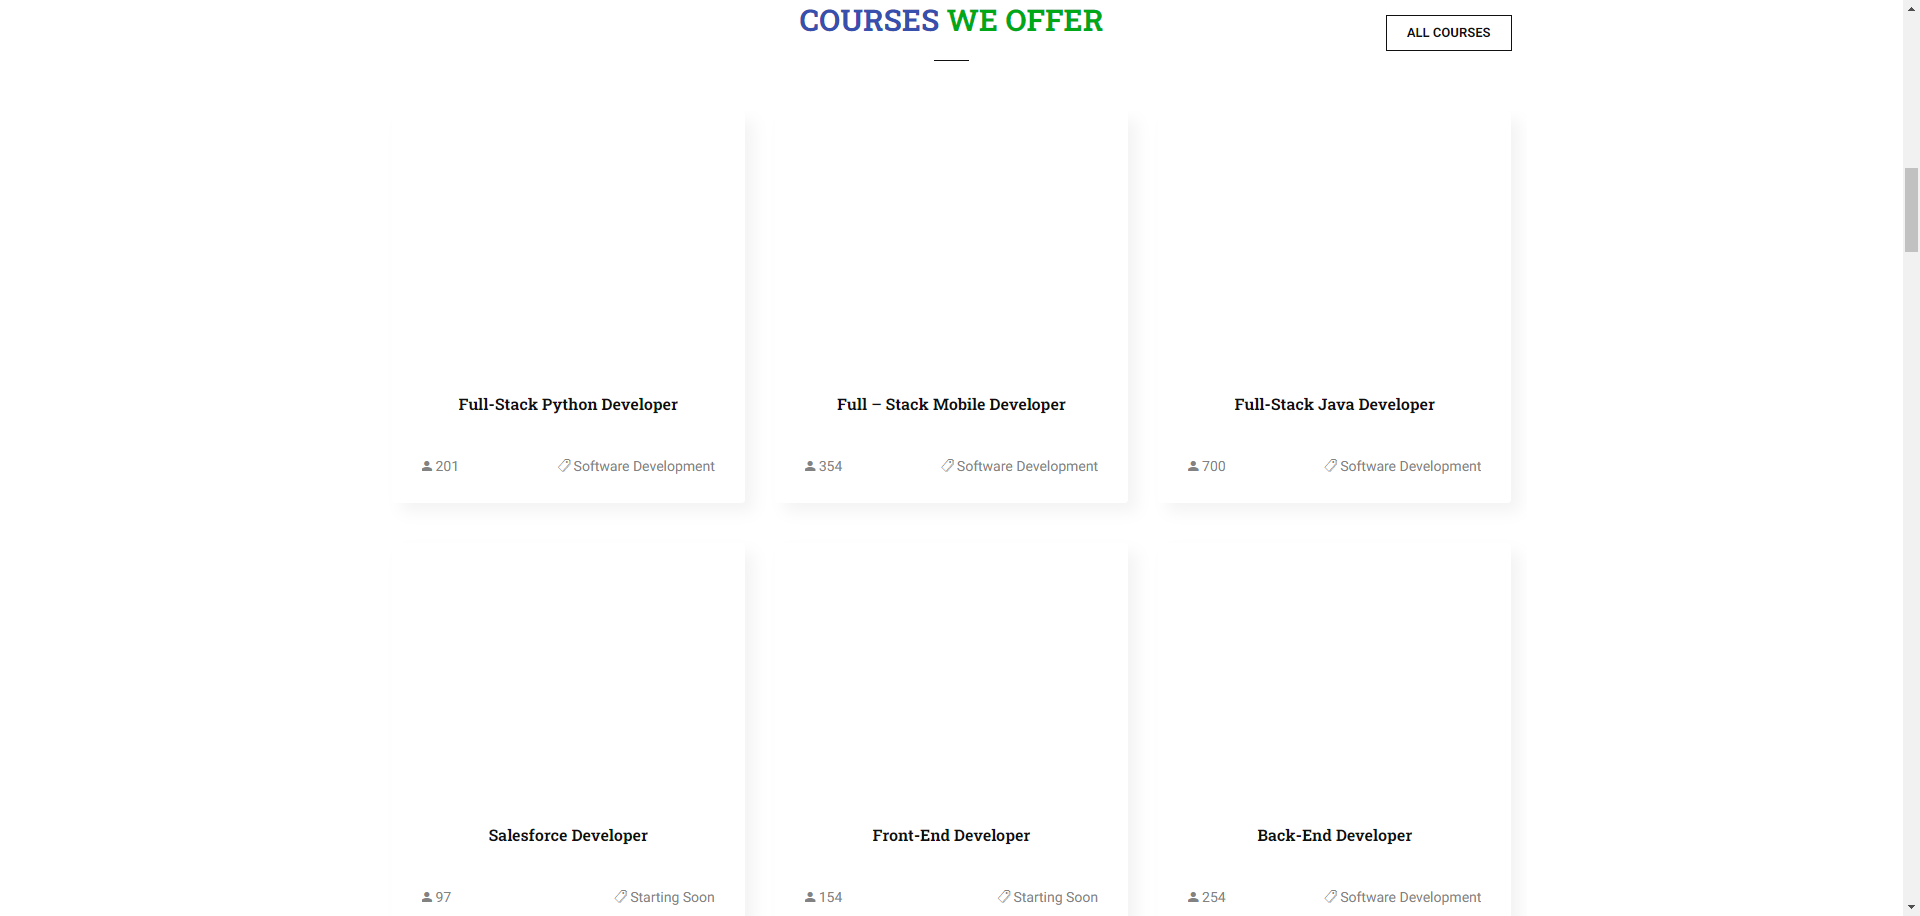 COURSES WE OFFER
ALL COURSES
Full-Stack Python Developer
201
Software Development
Full – Stack Mobile Developer
354
Software Development
Full-Stack Java Developer
700
Software Development
Salesforce Developer
97
Starting Soon
Front-End Developer
154
Starting Soon
Back-End Developer
254
Software Development